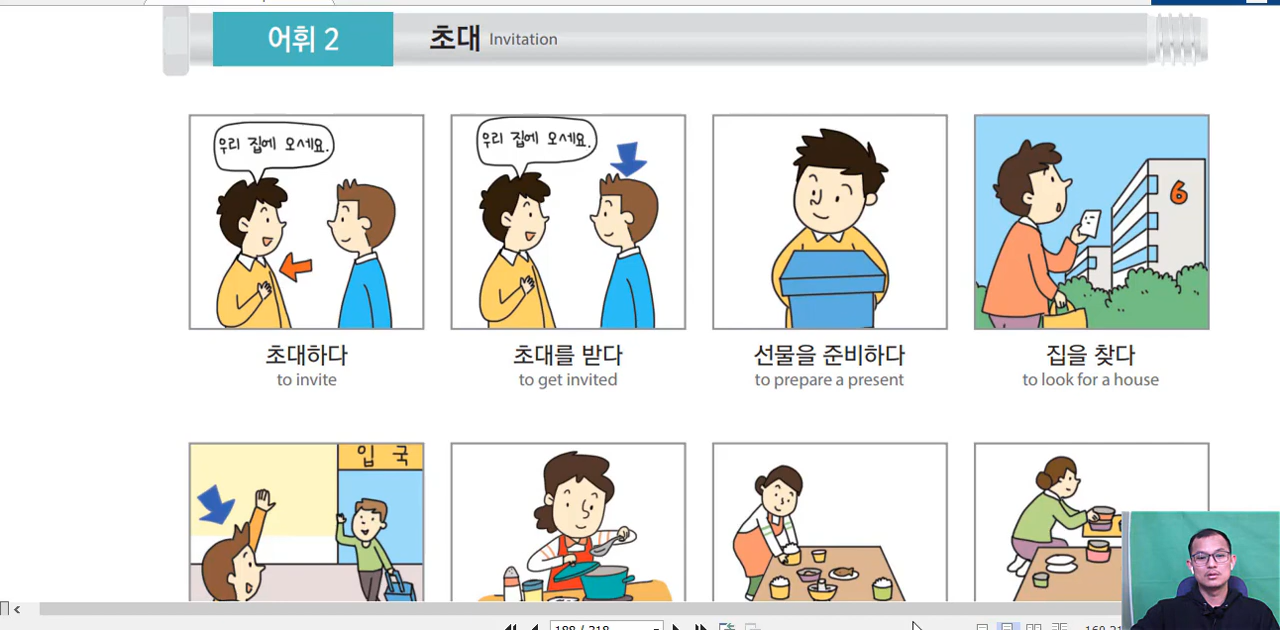 어휘 2 초대 Invitation
우리 집에 오세요.
우리 집에 오세요.
6
초대하다
to invite
초대를 받다
to get invited
선물을 준비하다
to prepare a present
집을 찾다
to look for a house
입국
188 / 218